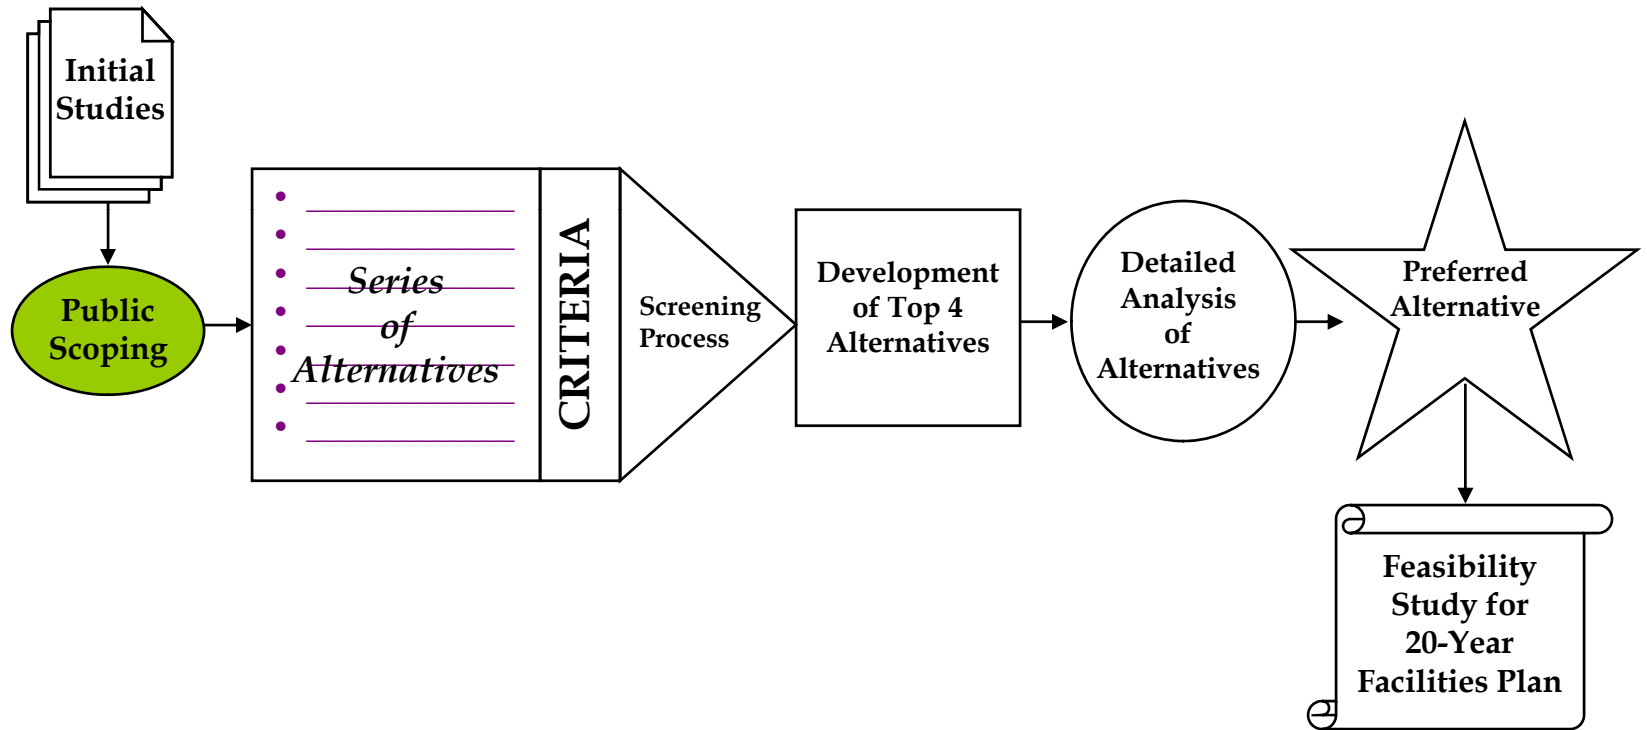 Initial
Studies
Public
Scoping
Series
of
Alternatives
CRITERIA
Screening
Process
Development
of Top 4
Alternatives
Detailed
Analysis
of
Alternatives
Preferred
Alternative
Feasibility
Study for
20-Year
Facilities Plan